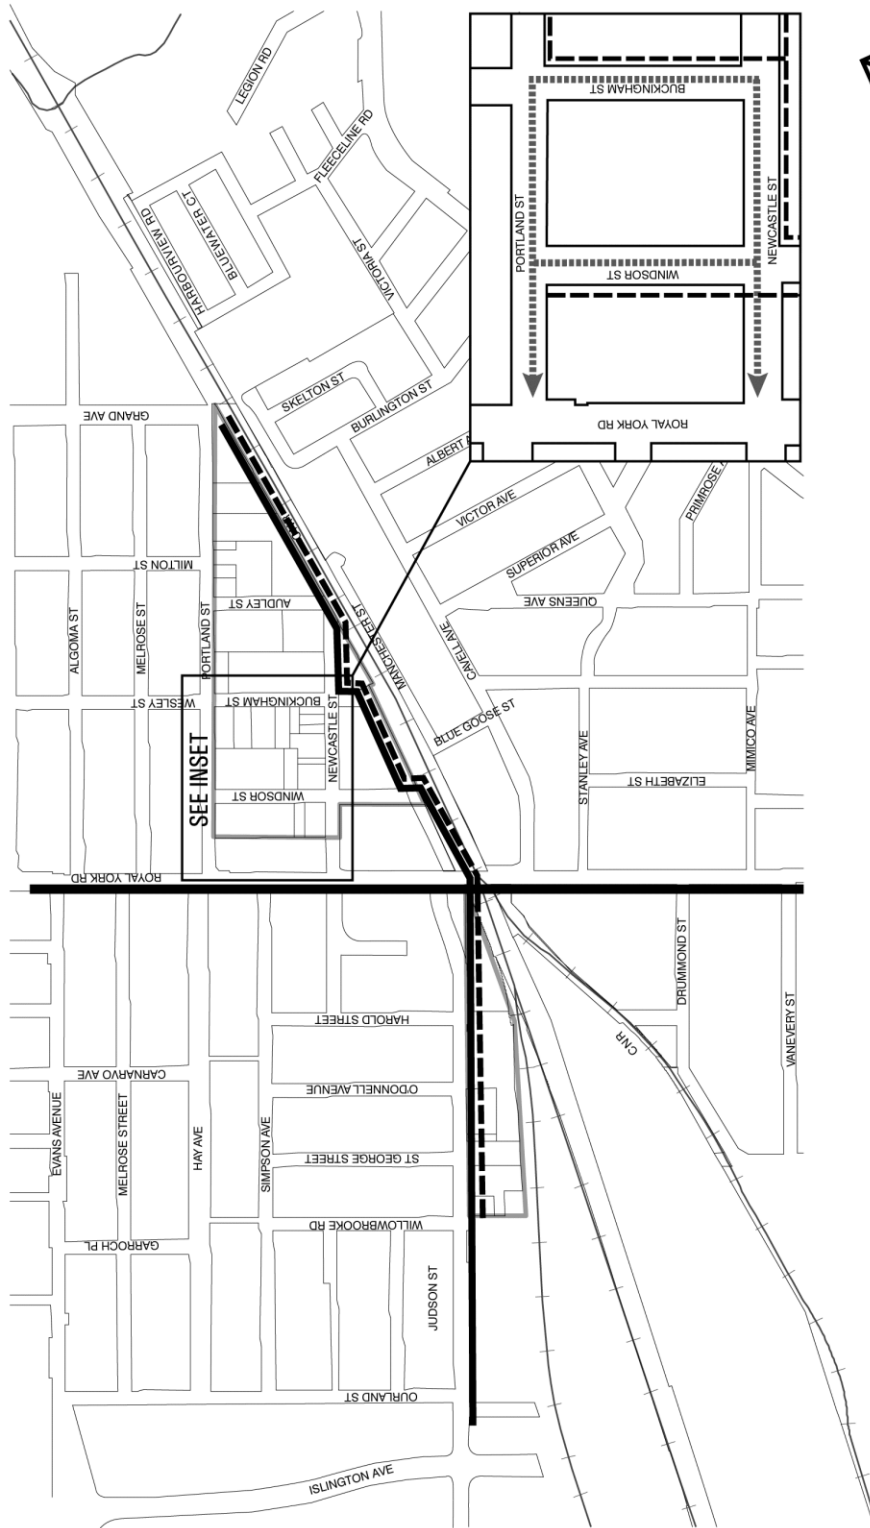 LEGION RD
FLEECELINE RD
HARBOURVIEW RD
BLUEWATER CT
VICTORIA ST
BUCKINGHAM ST
PORTLAND ST
NEWCASTLE ST
WINDSOR ST
ROYAL YORK RD
GRAND AVE
SKELTON ST
BURLINGTON ST
ALBERT A
VICTOR AVE
PRIMROSE
SUPERIOR AVE
MILTON ST
AUDLEY ST
QUEENS AVE
ALGOMA ST
MELROSE ST
PORTLAND ST
MANCHESTER ST
CAVELL AVE
WESLEY ST
BUCKINGHAM ST
NEWCASTLE ST
BLUE GOOSE ST
STANLEY AVE
MIMICO AVE
SEE INSET
WINDSOR ST
ELIZABETH ST
ROYAL YORK RD
DRUMMOND ST
VANEVERY ST
HAROLD STREET
CNR
CARNARVO AVE
O'DONNELL AVENUE
EVANS AVENUE
MELROSE STREET
HAY AVE
SIMPSON AVE
ST GEORGE STREET
WILLOWBROOKE RD
GARROCH PL
JUDSON ST
OURLAND ST
ISLINGTON AVE